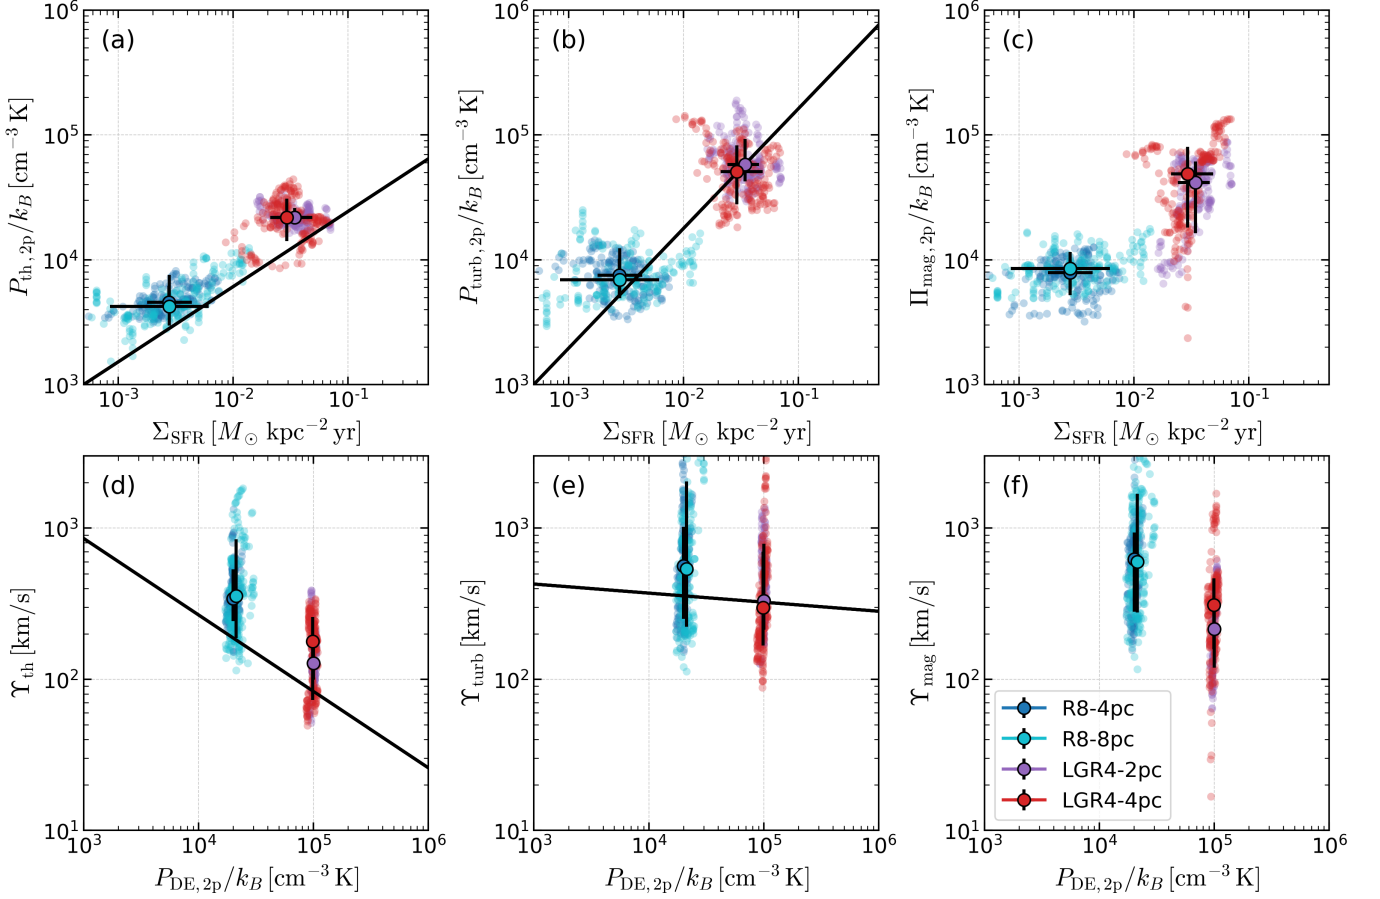 (a)
10^6
10^5
10^4
10^3
P_th, 2p/k_B [cm^−3 K]
10^-3
10^-2
10^-1
Σ_SFR [M_⊙ kpc^−2 yr]
(b)
10^6
10^5
10^4
10^3
P_turb, 2p/k_B [cm^−3 K]
10^-3
10^-2
10^-1
Σ_SFR [M_⊙ kpc^−2 yr]
(c)
10^6
10^5
10^4
10^3
Π_mag, 2p/k_B [cm^−3 K]
10^-3
10^-2
10^-1
Σ_SFR [M_⊙ kpc^−2 yr]
(d)
10^3
10^2
10^1
ϒ_th [km/s]
10^3
10^4
10^5
10^6
P_DE, 2p/k_B [cm^−3 K]
(e)
10^3
10^2
10^1
ϒ_turb [km/s]
10^3
10^4
10^5
10^6
P_DE, 2p/k_B [cm^−3 K]
(f)
10^3
10^2
10^1
ϒ_mag [km/s]
R8-4pc
R8-8pc
LGR4-2pc
LGR4-4pc
10^3
10^4
10^5
10^6
P_DE, 2p/k_B [cm^−3 K]